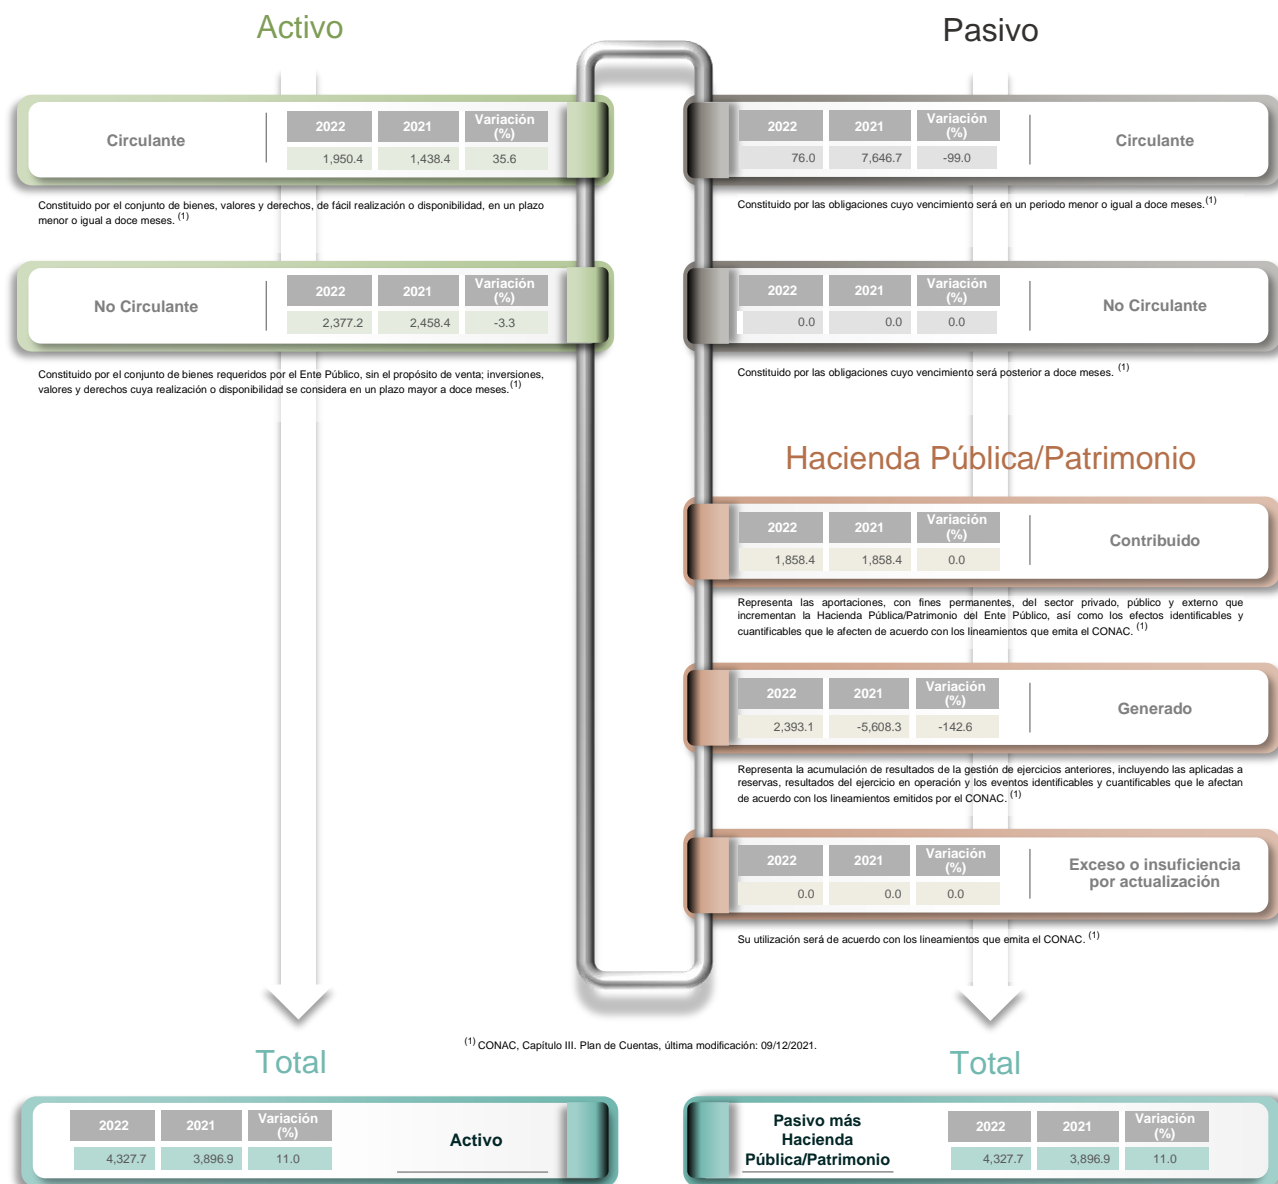 Activo
Circulante
2022 2021 Variación (%)
1,950.4 1,438.4 35.6
Constituido por el conjunto de bienes, valores y derechos, de fácil realización o disponibilidad, en un plazo
menor o igual a doce meses. (1)
No Circulante
2022 2021 Variación (%)
2,377.2 2,458.4 -3.3
Constituido por el conjunto de bienes requeridos por el Ente Público, sin el propósito de venta; inversiones,
valores y derechos cuya realización o disponibilidad se considera en un plazo mayor a doce meses. (1)
Pasivo
2022 2021 Variación (%)
76.0 7,646.7 -99.0
Circulante
Constituido por las obligaciones cuyo vencimiento será en un periodo menor o igual a doce meses. (1)
2022 2021 Variación (%)
0.0 0.0 0.0
No Circulante
Constituido por las obligaciones cuyo vencimiento será posterior a doce meses. (1)
Hacienda Pública/Patrimonio
2022 2021 Variación (%)
1,858.4 1,858.4 0.0
Contribuido
Representa las aportaciones, con fines permanentes, del sector privado, público y externo que
incrementan la Hacienda Pública/Patrimonio del Ente Público, así como los efectos identificables y
cuantificables que le afecten de acuerdo con los lineamientos que emita el CONAC. (1)
2022 2021 Variación (%)
2,393.1 -5,608.3 -142.6
Generado
Representa la acumulación de resultados de la gestión de ejercicios anteriores, incluyendo las aplicadas a
reservas, resultados del ejercicio en operación y los eventos identificables y cuantificables que le afectan
de acuerdo con los lineamientos emitidos por el CONAC. (1)
2022 2021 Variación (%)
0.0 0.0 0.0
Exceso o insuficiencia
por actualización
Su utilización será de acuerdo con los lineamientos que emita el CONAC. (1)
(1) CONAC, Capítulo III. Plan de Cuentas, última modificación: 09/12/2021.
Total
2022 2021 Variación (%)
4,327.7 3,896.9 11.0
Activo
Total
Pasivo más
Hacienda
Pública/Patrimonio
2022 2021 Variación (%)
4,327.7 3,896.9 11.0